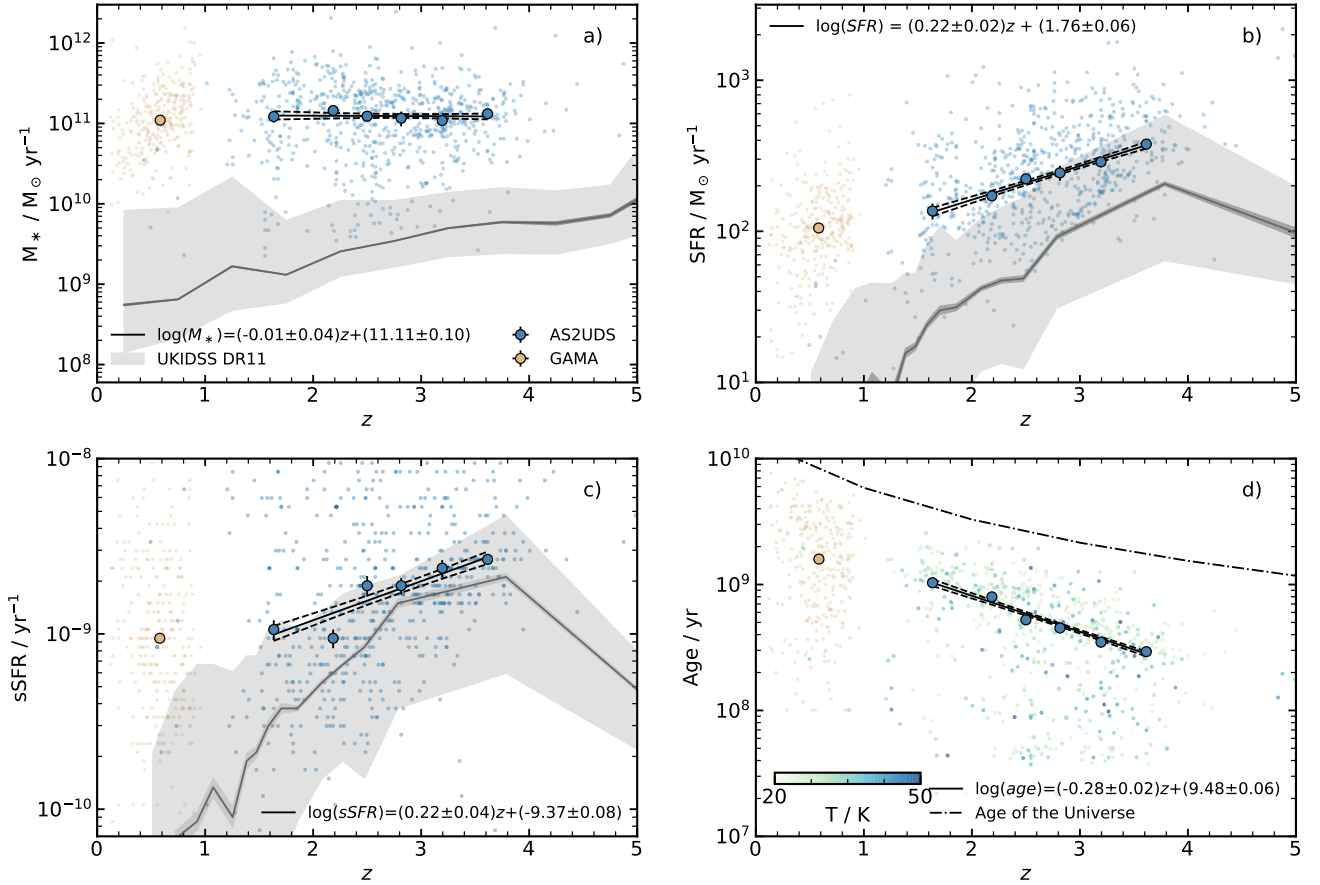 10¹²
10¹¹
10¹⁰
10⁹
10⁸
M∗ / M⊙ yr⁻¹
a)
log(M∗)=(-0.01±0.04)z+(11.11±0.10)
UKIDSS DR11
AS2UDS
GAMA
0 1 2 3 4 5
z
log(SFR) = (0.22±0.02)z + (1.76±0.06)
b)
10³
10²
10¹
SFR / M⊙ yr⁻¹
0 1 2 3 4 5
z
10⁻⁸
10⁻⁹
10⁻¹⁰
sSFR / yr⁻¹
c)
log(sSFR)=(0.22±0.04)z+(-9.37±0.08)
0 1 2 3 4 5
z
10¹⁰
10⁹
10⁸
10⁷
Age / yr
d)
20 50
T / K
log(age)=(-0.28±0.02)z+(9.48±0.06)
Age of the Universe
0 1 2 3 4 5
z